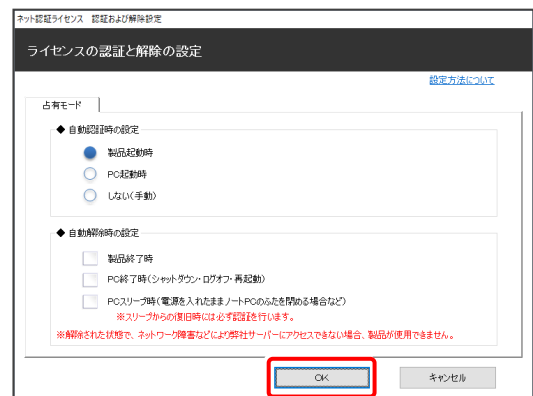 ネット認証ライセンス 認証および解除設定
ライセンスの認証と解除の設定
設定方法について
占有モード
◆ 自動認証時の設定
製品起動時
PC起動時
しない(手動)
◆ 自動解除時の設定
製品終了時
PC終了時(シャットダウン・ログオフ・再起動)
PCスリープ時(電源を入れたままノートPCのふたを閉める場合など)
※スリープからの復旧時には必ず認証を行います。
※解除された状態で、ネットワーク障害などにより弊社サーバーにアクセスできない場合、製品が使用できません。
OK
キャンセル